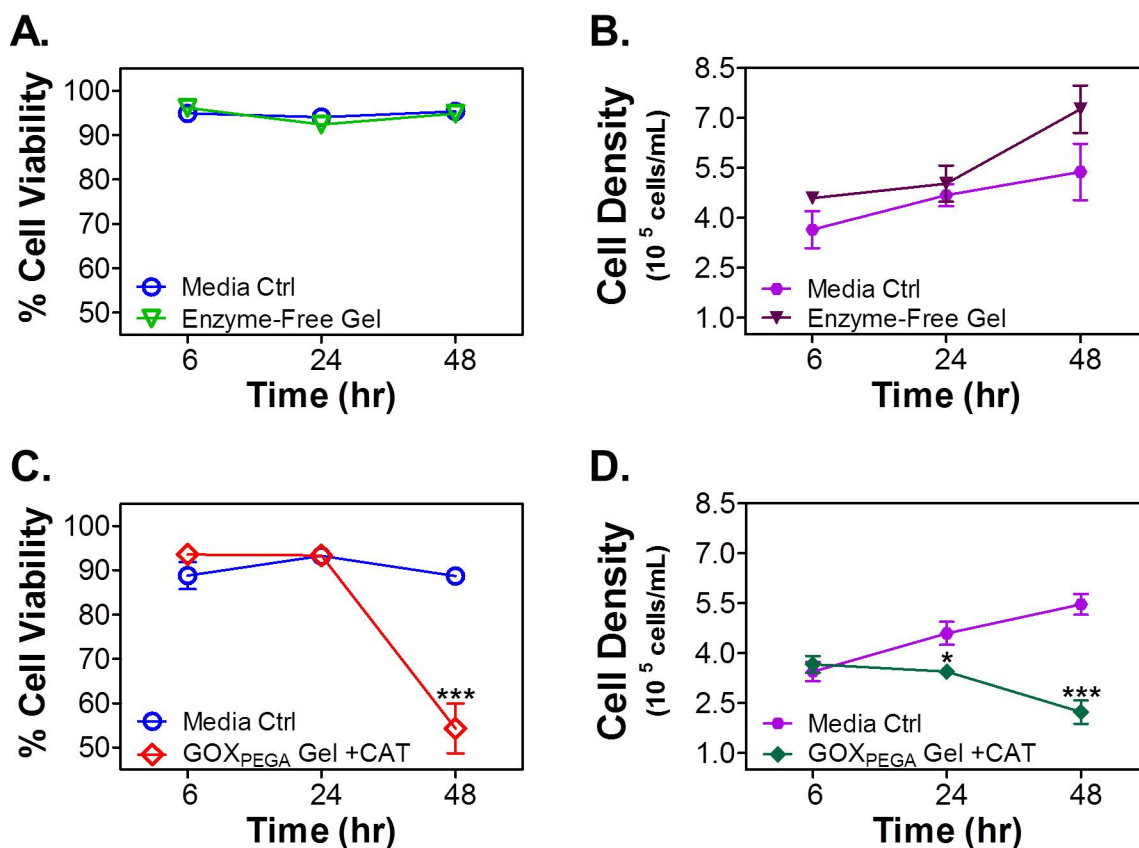 A.
% Cell Viability
100
90
80
70
60
50
Media Ctrl
Enzyme-Free Gel
6 24 48
Time (hr)
B.
Cell Density
(10 5 cells/mL)
8.5
7.0
5.5
4.0
2.5
1.0
Media Ctrl
Enzyme-Free Gel
6 24 48
Time (hr)
C.
% Cell Viability
100
90
80
70
60
50
***
Media Ctrl
GOXPEGA Gel +CAT
6 24 48
Time (hr)
D.
Cell Density
(10 5 cells/mL)
8.5
7.0
5.5
4.0
2.5
1.0
*
***
Media Ctrl
GOXPEGA Gel +CAT
6 24 48
Time (hr)